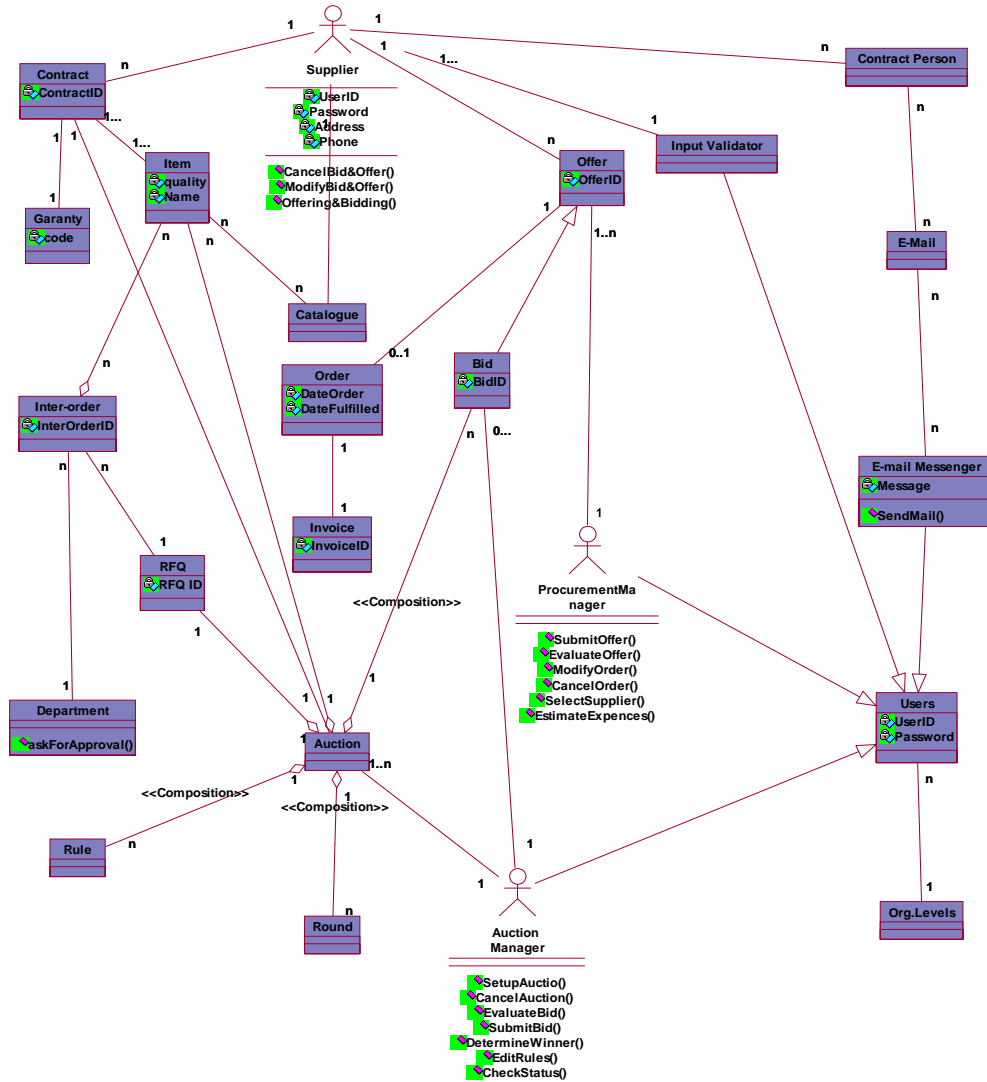 1
1
1
1...
n
n
Supplier
UserID
Password
1
Address
Phone
CancelBid&Offer()
ModifyBid&Offer()
Offering&Bidding()
Contract
ContractID
Contract Person
n
1
1
1...
1...
1
n
1
Item
quality
Name
Offer
OfferID
Input Validator
Garanty
code
n
n
n
1
1..n
n
E-Mail
n
n
Catalogue
n
0..1
Order
DateOrder
DateFulfilled
Bid
BidID
Inter-order
InterOrderID
n
0...
n
1
n
n
E-mail Messenger
Message
SendMail()
1
Invoice
InvoiceID
1
1
RFQ
RFQ ID
<<Composition>>
ProcurementMa
nager
SubmitOffer()
EvaluateOffer()
ModifyOrder()
CancelOrder()
SelectSupplier()
EstimateExpences()
1
1
1
1
1
Department
askForApproval()
Users
UserID
Password
1
Auction
1..n
1
1
n
<<Composition>>
<<Composition>>
Rule
n
1
1
1
n
Round
Org.Levels
Auction
Manager
SetupAuctio()
CancelAuction()
EvaluateBid()
SubmitBid()
DetermineWinner()
EditRules()
CheckStatus()